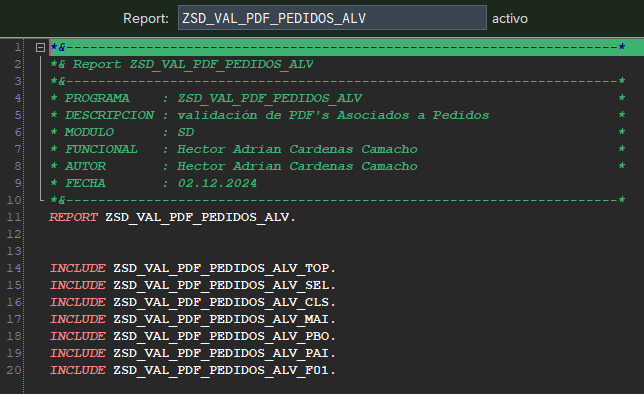 Report: ZSD_VAL_PDF_PEDIDOS_ALV activo
1 *&---------------------------------------------------------------------*
2 *& Report ZSD_VAL_PDF_PEDIDOS_ALV
3 *&---------------------------------------------------------------------*
4 * PROGRAMA    : ZSD_VAL_PDF_PEDIDOS_ALV *
5 * DESCRIPCION : validación de PDF's Asociados a Pedidos *
6 * MODULO      : SD *
7 * FUNCIONAL   : Hector Adrian Cardenas Camacho *
8 * AUTOR       : Hector Adrian Cardenas Camacho *
9 * FECHA       : 02.12.2024
10 *&---------------------------------------------------------------------*
11 REPORT ZSD_VAL_PDF_PEDIDOS_ALV.
12
13
14 INCLUDE ZSD_VAL_PDF_PEDIDOS_ALV_TOP.
15 INCLUDE ZSD_VAL_PDF_PEDIDOS_ALV_SEL.
16 INCLUDE ZSD_VAL_PDF_PEDIDOS_ALV_CLS.
17 INCLUDE ZSD_VAL_PDF_PEDIDOS_ALV_MAI.
18 INCLUDE ZSD_VAL_PDF_PEDIDOS_ALV_PBO.
19 INCLUDE ZSD_VAL_PDF_PEDIDOS_ALV_PAI.
20 INCLUDE ZSD_VAL_PDF_PEDIDOS_ALV_F01.